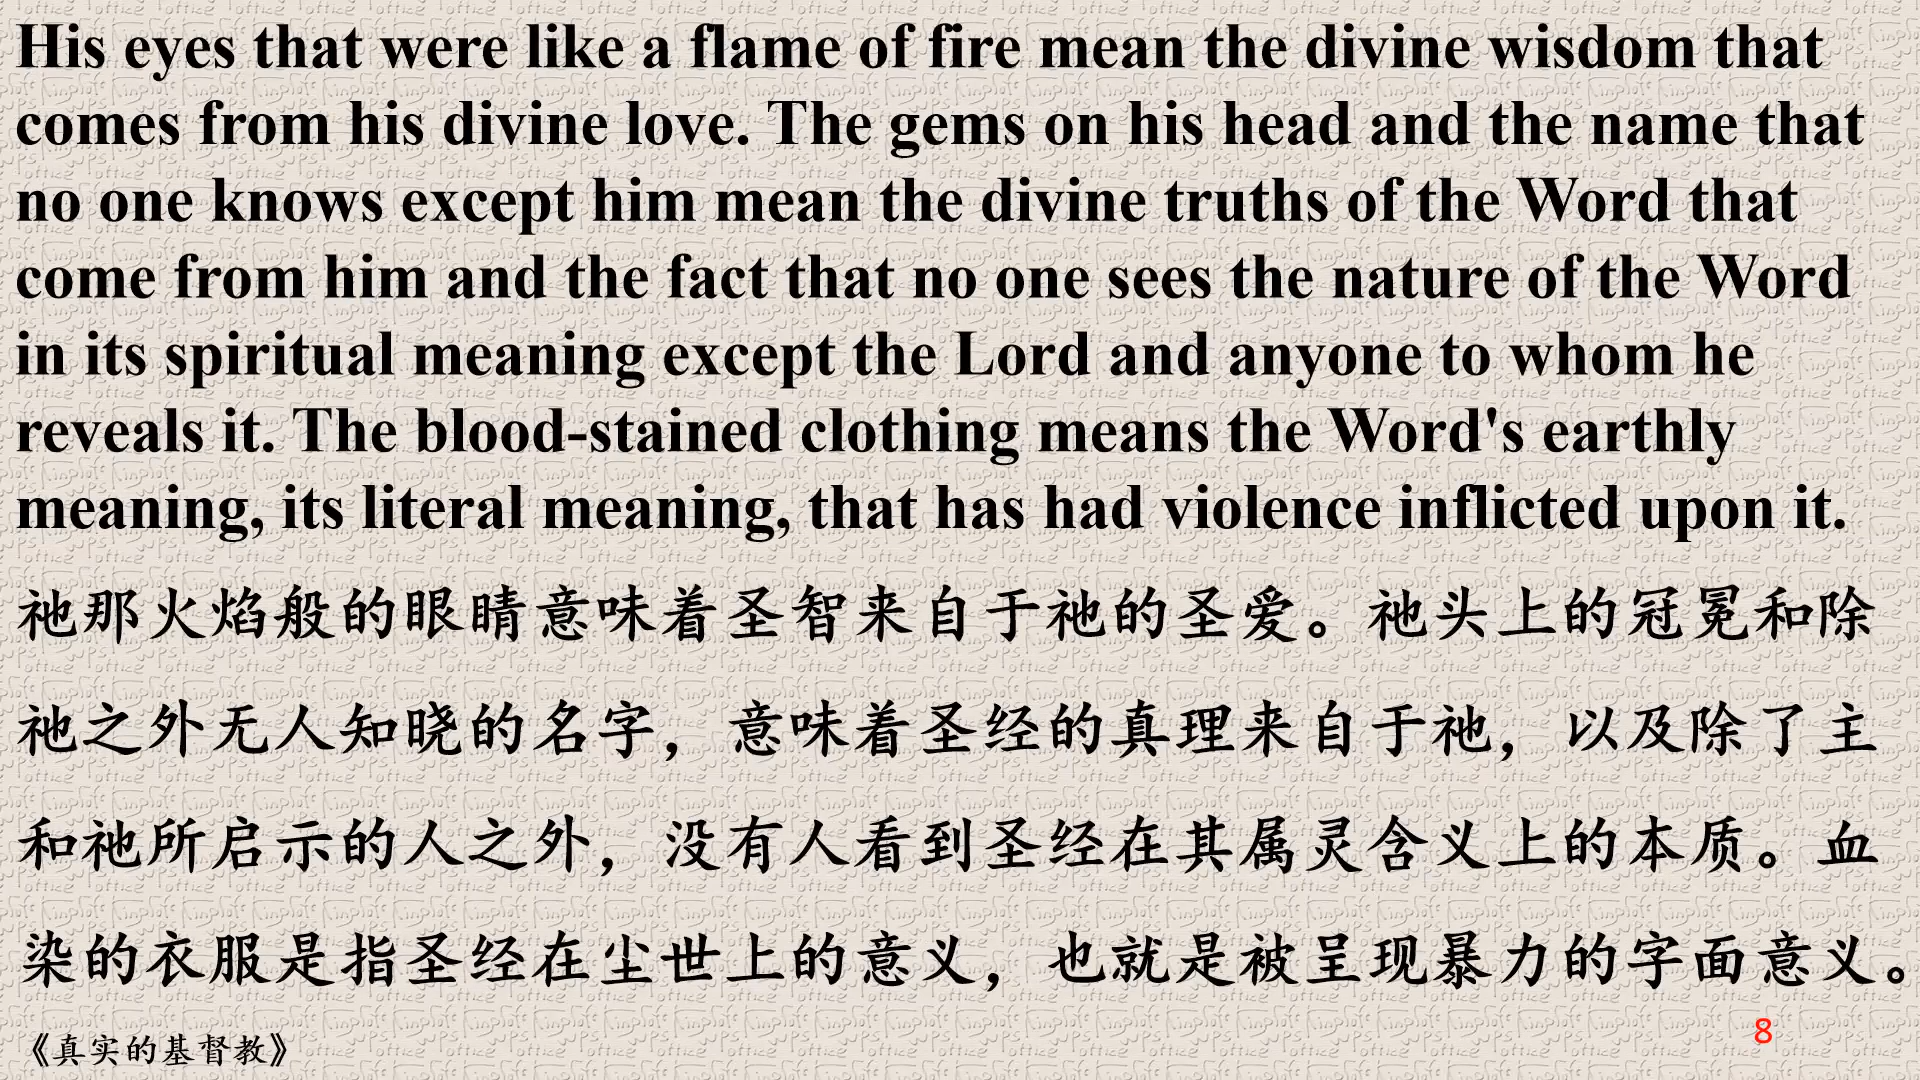 His eyes that were like a flame of fire mean the divine wisdom that
comes from his divine love. The gems on his head and the name that
no one knows except him mean the divine truths of the Word that
come from him and the fact that no one sees the nature of the Word
in its spiritual meaning except the Lord and anyone to whom he
reveals it. The blood-stained clothing means the Word's earthly
meaning, its literal meaning, that has had violence inflicted upon it.
祂那火焰般的眼睛意味着圣智来自于祂的圣爱。祂头上的冠冕和除
祂之外无人知晓的名字，意味着圣经的真理来自于祂，以及除了主
和祂所启示的人之外，没有人看到圣经在其属灵含义上的本质。血
染的衣服是指圣经在尘世上的意义，也就是被呈现暴力的字面意义。
《真实的基督教》
8